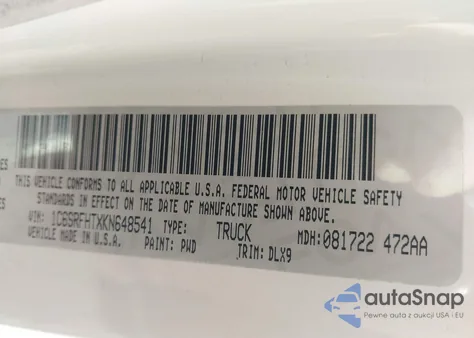 THIS VEHICLE CONFORMS TO ALL APPLICABLE U.S.A. FEDERAL MOTOR VEHICLE SAFETY
STANDARDS IN EFFECT ON THE DATE OF MANUFACTURE SHOWN ABOVE.
VIN: 1C6SRFHTXKN648541 TYPE: TRUCK MDH: 081722 472AA
VEHICLE MADE IN U.S.A. PAINT: PWD TRIM: DLX9
autoSnap
Pewne auta z aukcji USA i EU